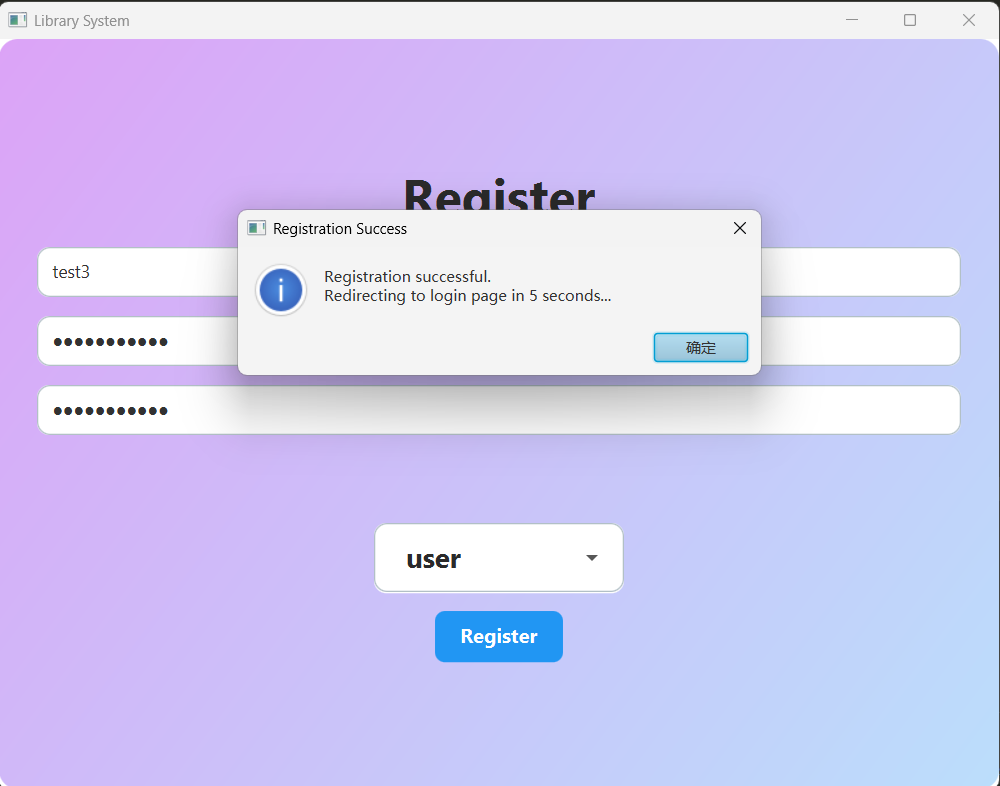 Library System
Register
Registration Success
test3
Registration successful.
Redirecting to login page in 5 seconds...
确定
●●●●●●●●●●●
●●●●●●●●●●●
user
Register